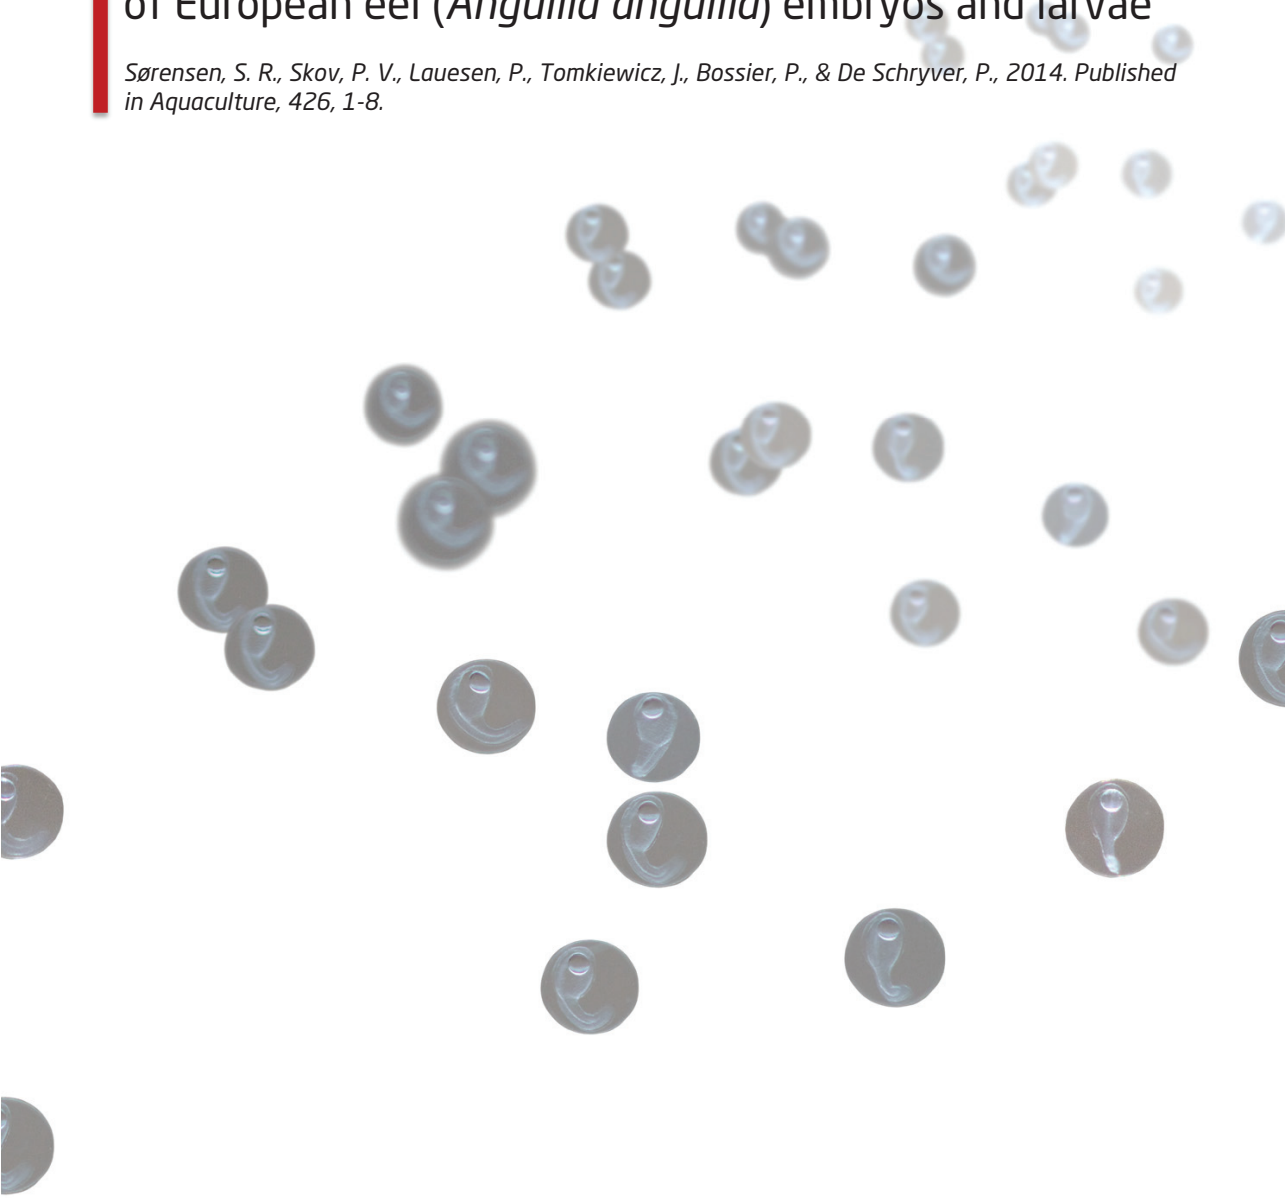 of European eel (Anguilla anguilla) embryos and larvae
Sørensen, S. R., Skov, P. V., Lauesen, P., Tomkiewicz, J., Bossier, P., & De Schryver, P., 2014. Published
in Aquaculture, 426, 1-8.